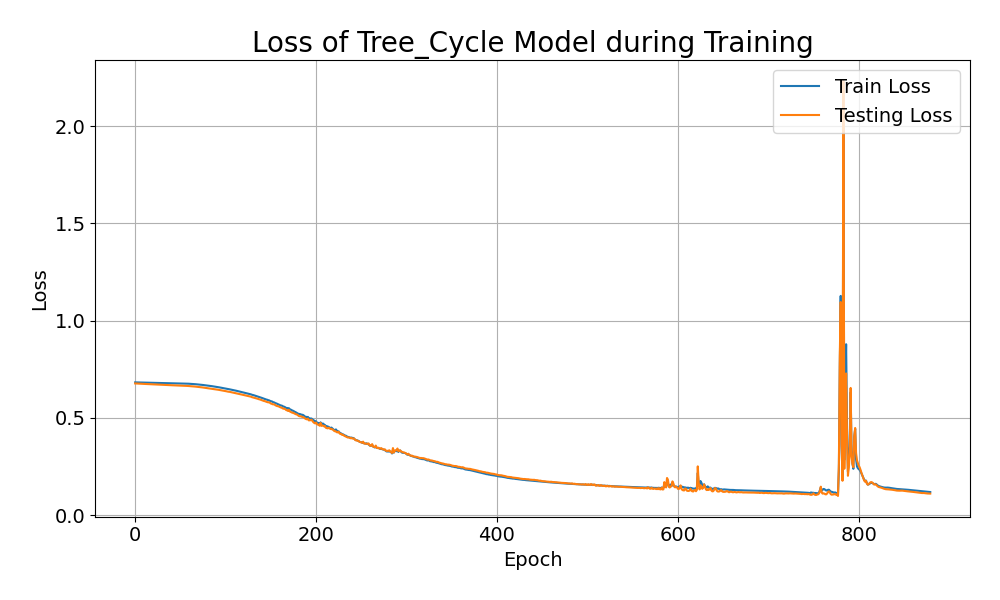 Loss of Tree_Cycle Model during Training
Train Loss
Testing Loss
2.0
1.5
1.0
0.5
0.0
Loss
0 200 400 600 800
Epoch